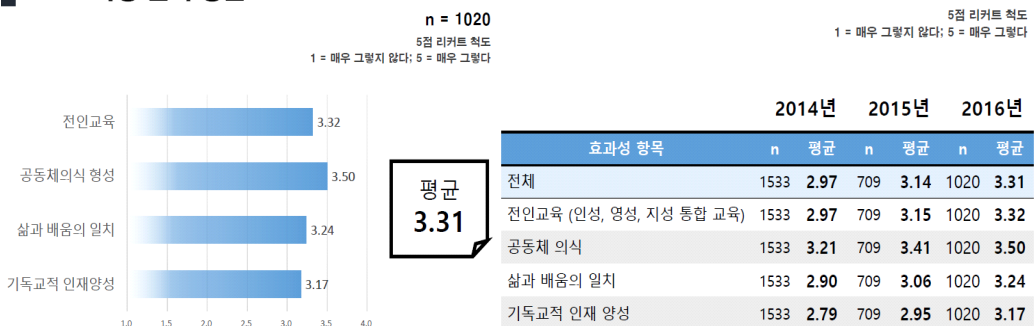 n = 1020
5점 리커트 척도
1 = 매우 그렇지 않다; 5 = 매우 그렇다
전인교육 3.32
공동체의식 형성 3.50
삶과 배움의 일치 3.24
기독교적 인재양성 3.17
1.0 1.5 2.0 2.5 3.0 3.5 4.0
평균
3.31
5점 리커트 척도
1 = 매우 그렇지 않다; 5 = 매우 그렇다
2014년 2015년 2016년
효과성 항목 n 평균 n 평균 n 평균
전체 1533 2.97 709 3.14 1020 3.31
전인교육 (인성, 영성, 지성 통합 교육) 1533 2.97 709 3.15 1020 3.32
공동체 의식 1533 3.21 709 3.41 1020 3.50
삶과 배움의 일치 1533 2.90 709 3.06 1020 3.24
기독교적 인재 양성 1533 2.79 709 2.95 1020 3.17